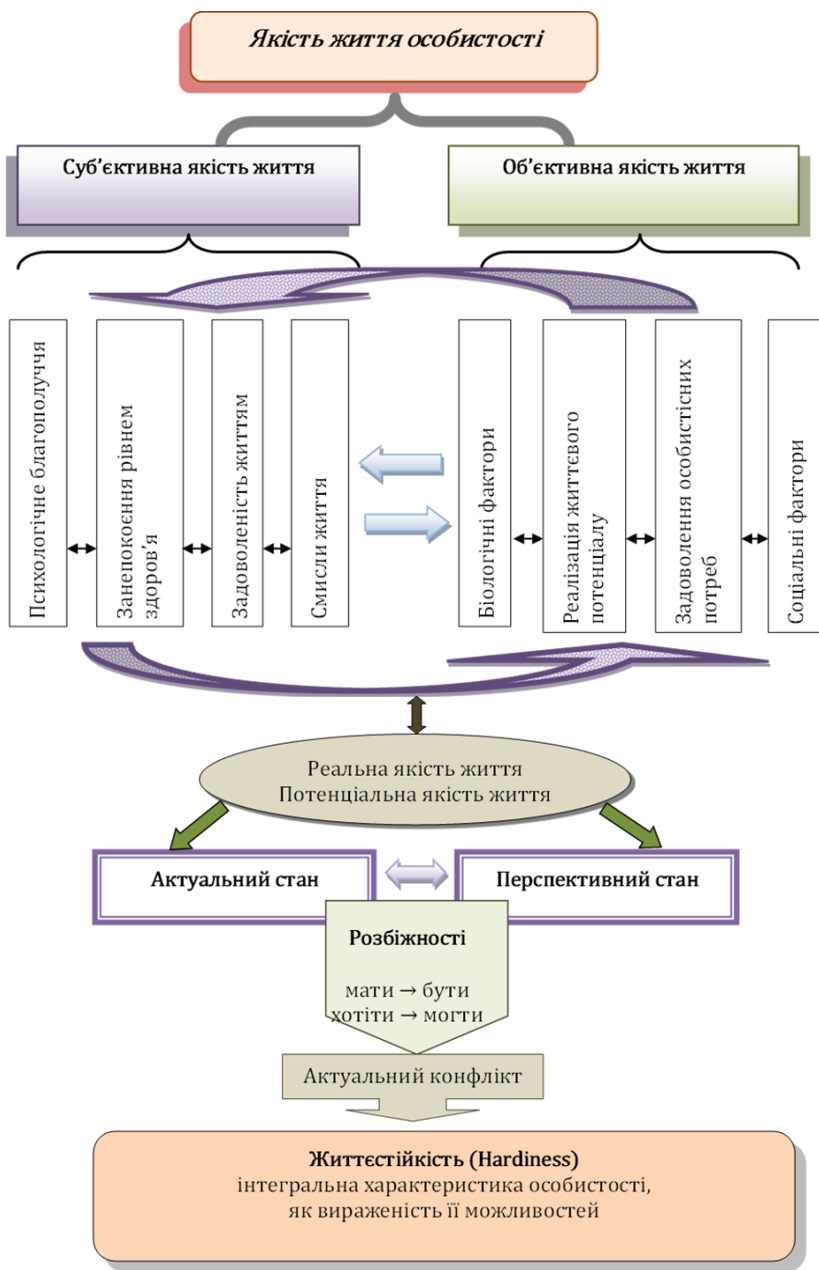 Якість життя особистості
Суб’єктивна якість життя
Об’єктивна якість життя
Психологічне благополуччя
Занепокоєння рівнем
здоров’я
Задоволеність життям
Смисли життя
Біологічні фактори
Реалізація життєвого
потенціалу
Задоволення особистісних
потреб
Соціальні фактори
Реальна якість життя
Потенціальна якість життя
Актуальний стан
Перспективний стан
Розбіжності
мати → бути
хотіти → могти
Актуальний конфлікт
Життєстійкість (Hardiness)
інтегральна характеристика особистості,
як вираженість її можливостей